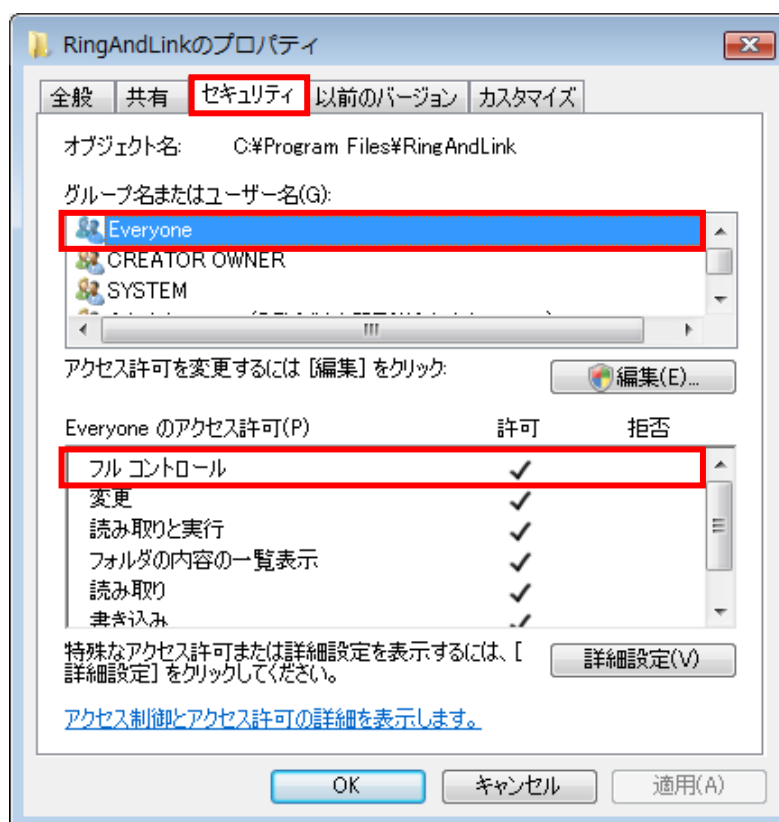 RingAndLinkのプロパティ
全般 共有 セキュリティ 以前のバージョン カスタマイズ
オブジェクト名: C:¥Program Files¥RingAndLink
グループ名またはユーザー名(G):
Everyone
CREATOR OWNER
SYSTEM
アクセス許可を変更するには [編集] をクリック:
編集(E)...
Everyone のアクセス許可(P) 許可 拒否
フル コントロール
変更
読み取りと実行
フォルダの内容の一覧表示
読み取り
書き込み
特殊なアクセス許可または詳細設定を表示するには、[
詳細設定] をクリックしてください。
詳細設定(V)
アクセス制御とアクセス許可の詳細を表示します。
OK キャンセル 適用(A)